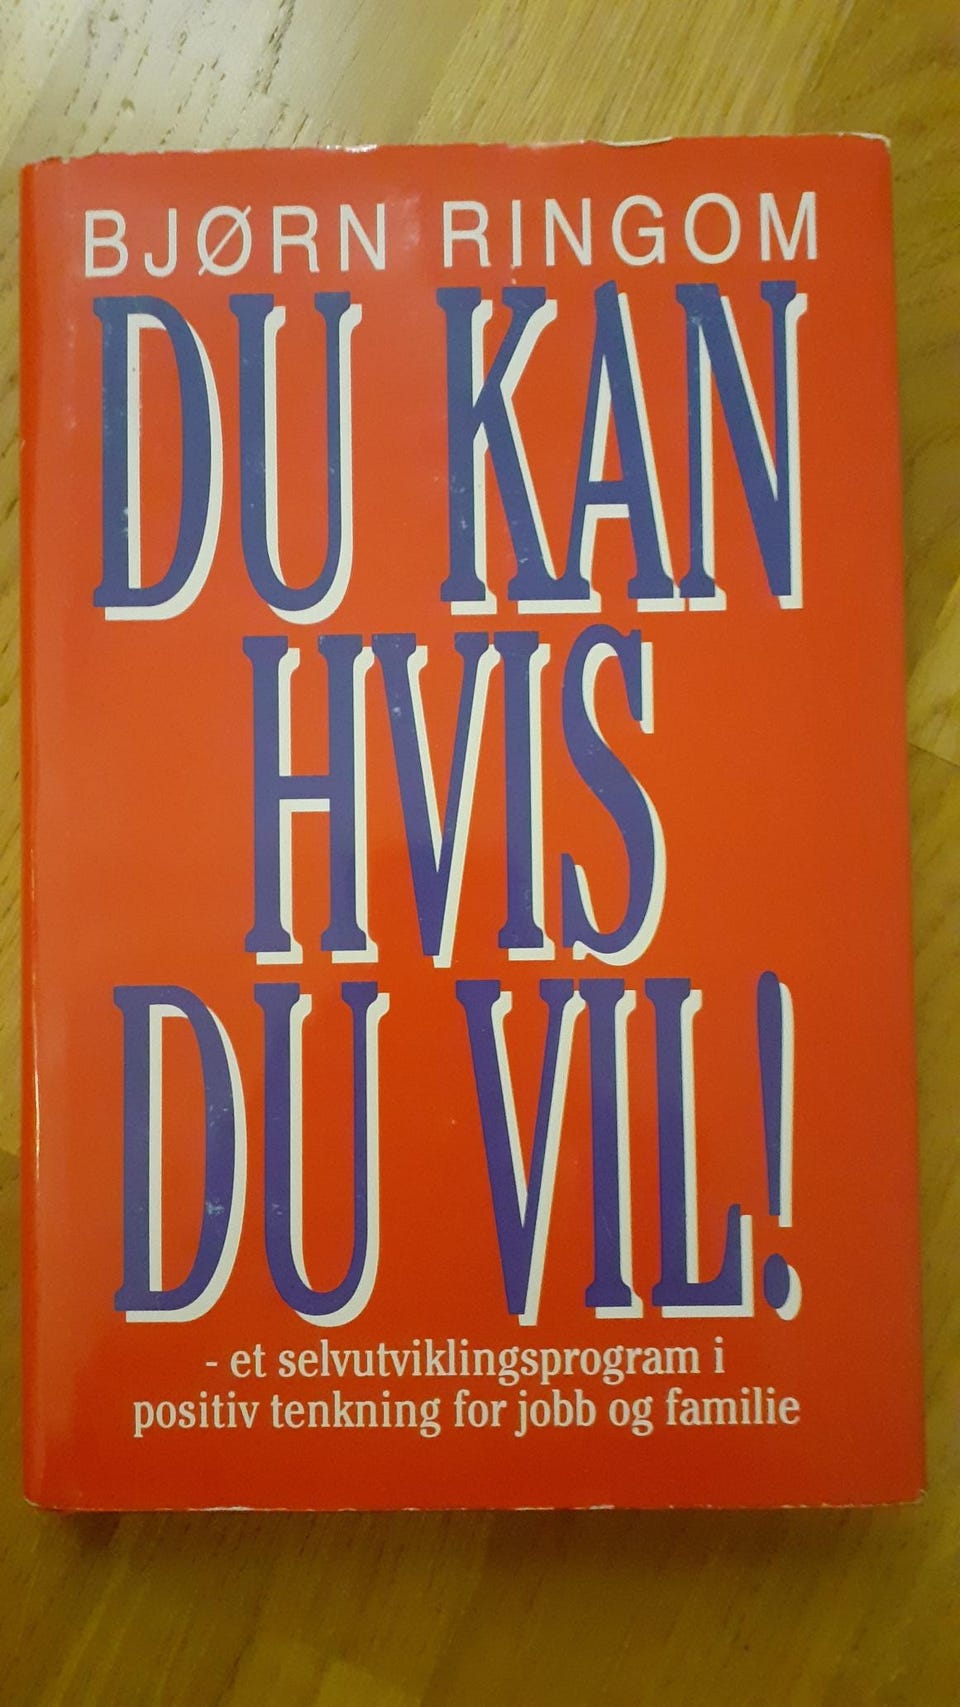 BJØRN RINGOM
DU KAN
HVIS
DU VIL!
- et selvutviklingsprogram i
positiv tenkning for jobb og familie